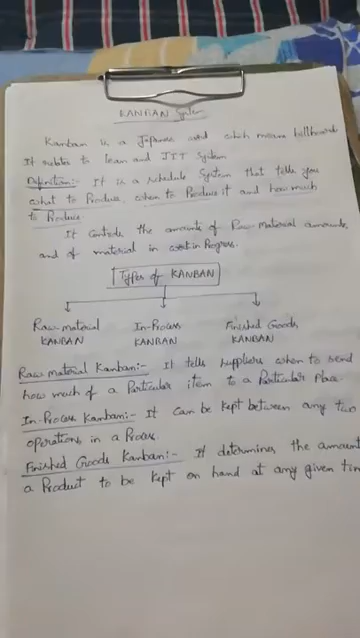 KANBAN System
Kanban is a Japanese word which means billboard
It relates to lean and JIT System
Definition:- It is a Schedule System that tells you
what to Produce, when to Produce it and how much
to Produce.
It Controls the amounts of Raw Material amounts,
and of material in work in Progress.
Types of KANBAN
Raw material KANBAN
In-Process KANBAN
Finished Goods KANBAN
Raw Material Kanban:- It tells Suppliers when to send
how much of a Particular item to a Particular Place
In-Process Kanban:- It can be kept between any two
operations in a Process
Finished Goods Kanban:- It determines the amount
a Product to be kept on hand at any given tim